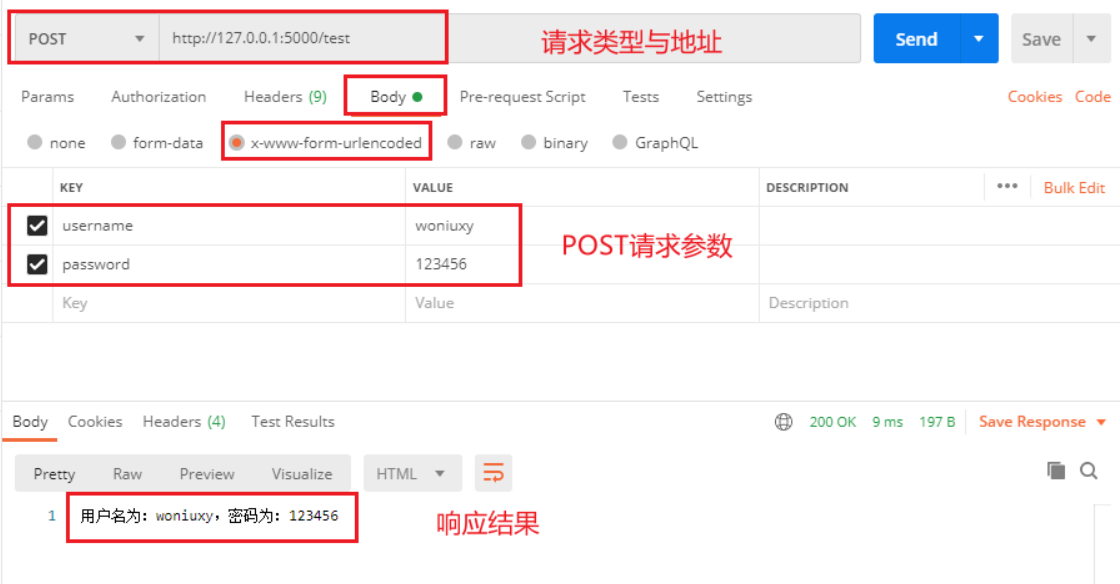 POST http://127.0.0.1:5000/test 请求类型与地址 Send Save
Params Authorization Headers (9) Body Pre-request Script Tests Settings Cookies Code
none form-data x-www-form-urlencoded raw binary GraphQL
KEY VALUE DESCRIPTION ••• Bulk Edit
username woniuxy
POST请求参数
password 123456
Key Value Description
Body Cookies Headers (4) Test Results 200 OK 9 ms 197 B Save Response
Pretty Raw Preview Visualize HTML
1 用户名为：woniuxy，密码为：123456
响应结果